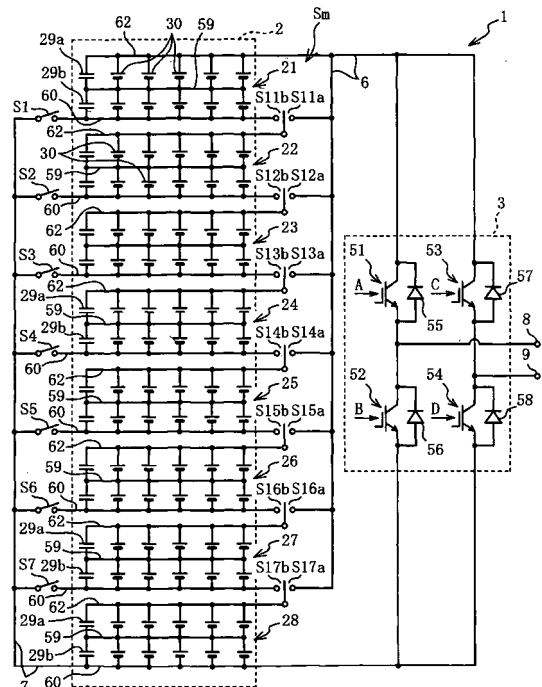 62 30 59 2 Sm 1
29a
29b
21
6
S1
60
S11b S11a
62
30
22
59
S2
60
S12b S12a
62
23
3
S3
60
S13b S13a
62
29a
24
59
29b
S4
60
S14b S14a
62
25
59
S5
60
S15b S15a
62
26
59
S6
60
S16b S16a
62
29a
27
59
S7
29b
60
S17b S17a
62
29a
59
28
29b
7
60
51 53
A C
57
55
8
9
52 54
B D
58
56